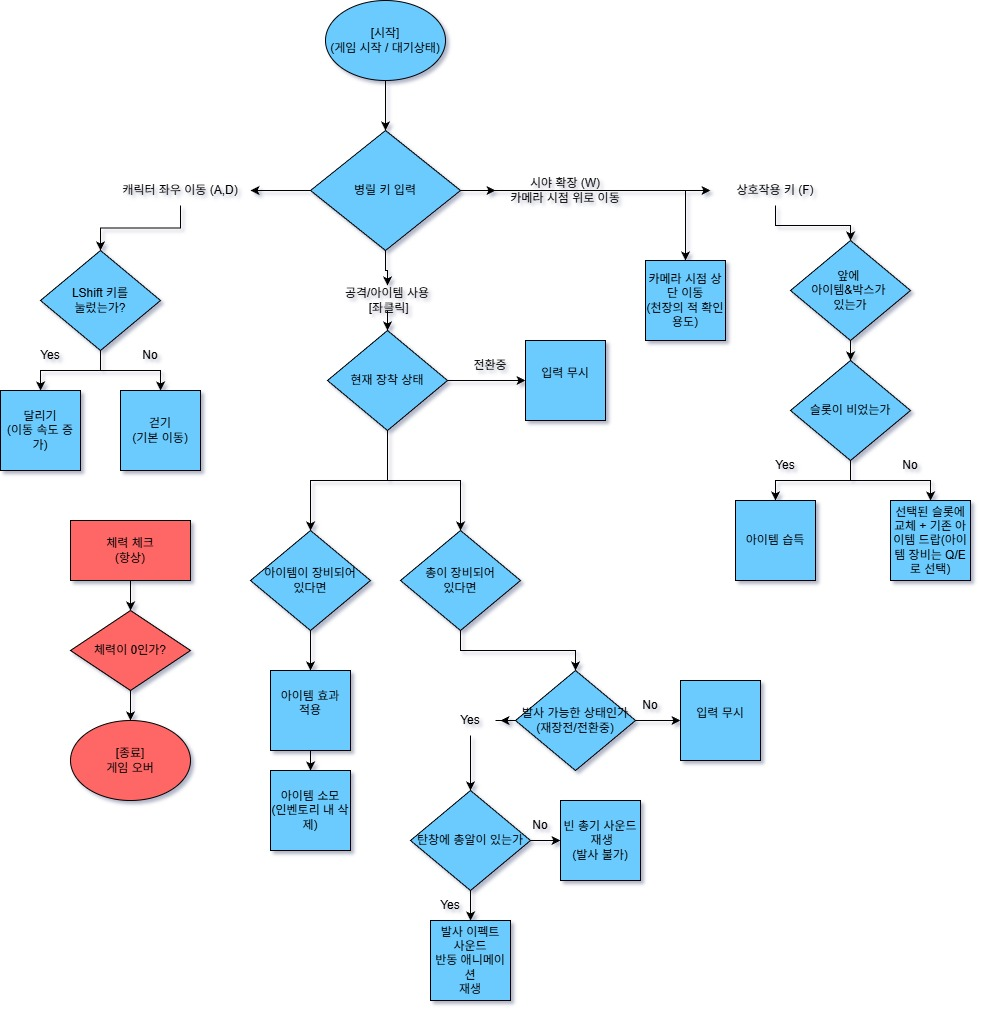 [시작]
(게임 시작 / 대기상태)
병릴 키 입력
캐릭터 좌우 이동 (A,D)
시야 확장 (W)
카메라 시점 위로 이동
상호작용 키 (F)
LShift 키를
눌렀는가?
Yes
No
달리기
(이동 속도 증
가)
걷기
(기본 이동)
공격/아이템 사용
[좌클릭]
현재 장착 상태
전환중
입력 무시
카메라 시점 상
단 이동
(천장의 적 확인
용도)
앞에
아이템&박스가
있는가
슬롯이 비었는가
Yes
No
아이템 습득
선택된 슬롯에
교체 + 기존 아
이템 드랍(아이
템 장비는 Q/E
로 선택)
체력 체크
(항상)
체력이 0인가?
[종료]
게임 오버
아이템이 장비되어
있다면
총이 장비되어
있다면
아이템 효과
적용
아이템 소모
(인벤토리 내 삭
제)
발사 가능한 상태인가
(재장전/전환중)
Yes
No
입력 무시
탄창에 총알이 있는가
No
빈 총기 사운드
재생
(발사 불가)
Yes
발사 이펙트
사운드
반동 애니메이
션
재생